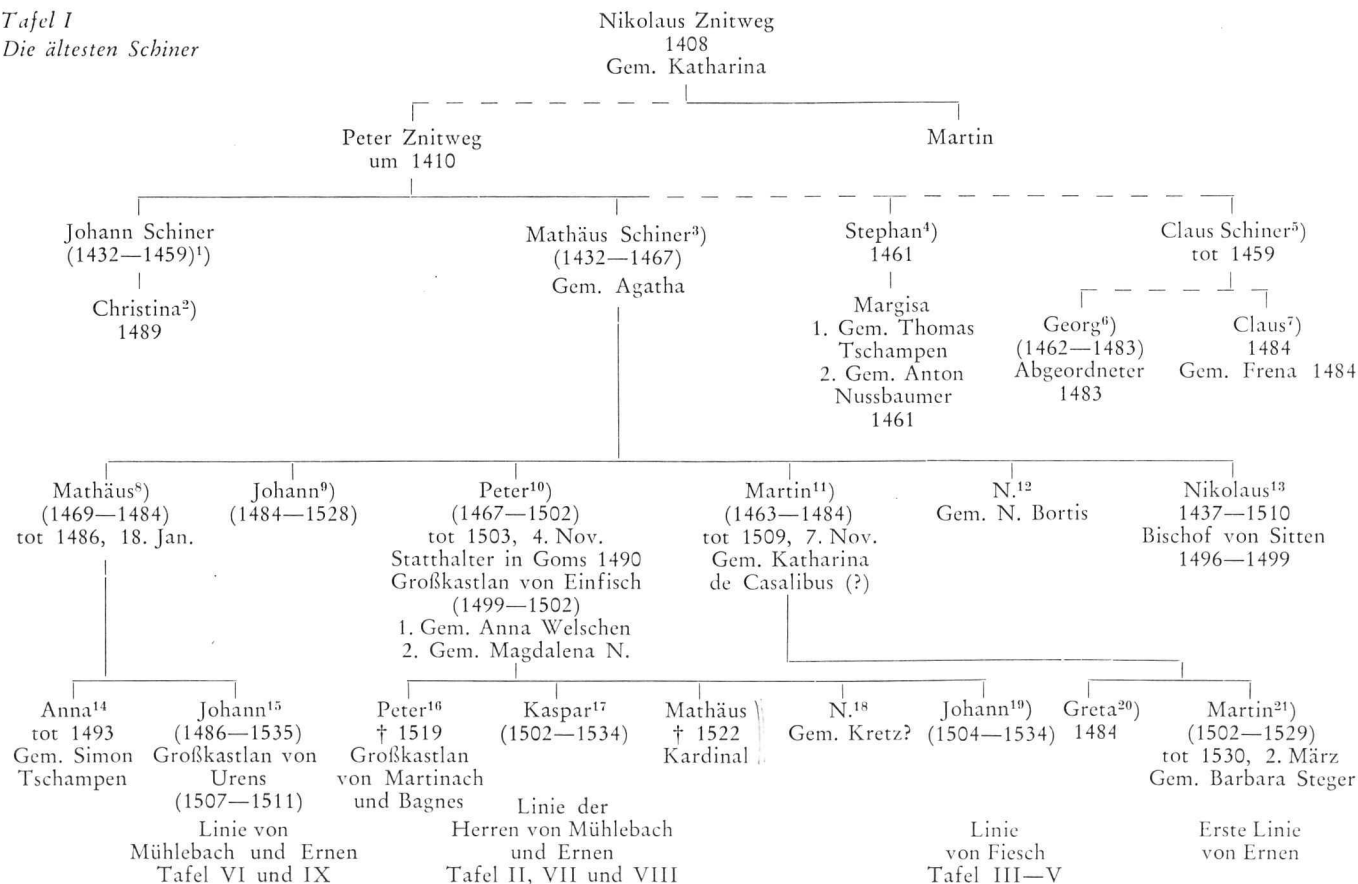 Tafel I
Die ältesten Schiner
Nikolaus Znitweg
1408
Gem. Katharina
Peter Znitweg
um 1410
Martin
Johann Schiner
(1432—1459)¹)
Christina²)
1489
Mathäus Schiner³)
(1432—1467)
Gem. Agatha
Stephan⁴)
1461
Margisa
1. Gem. Thomas
Tschampen
2. Gem. Anton
Nussbaumer
1461
Claus Schiner⁵)
tot 1459
Georg⁶)
(1462—1483)
Abgeordneter
1483
Claus⁷)
1484
Gem. Frena 1484
Mathäus⁸)
(1469—1484)
tot 1486, 18. Jan.
Johann⁹)
(1484—1528)
Peter¹⁰)
(1467—1502)
tot 1503, 4. Nov.
Statthalter in Goms 1490
Großkastlan von Einfisch
(1499—1502)
1. Gem. Anna Welschen
2. Gem. Magdalena N.
Martin¹¹)
(1463—1484)
tot 1509, 7. Nov.
Gem. Katharina
de Casalibus (?)
N.¹²
Gem. N. Bortis
Nikolaus¹³
1437—1510
Bischof von Sitten
1496—1499
Anna¹⁴
tot 1493
Gem. Simon
Tschampen
Johann¹⁵
(1486—1535)
Großkastlan von
Urens
(1507—1511)
Linie von
Mühlebach und Ernen
Tafel VI und IX
Peter¹⁶
† 1519
Großkastlan
von Martinach
und Bagnes
Kaspar¹⁷
(1502—1534)
Linie der
Herren von Mühlebach
und Ernen
Tafel II, VII und VIII
Mathäus
† 1522
Kardinal
N.¹⁸
Gem. Kretz?
Johann¹⁹)
(1504—1534)
Linie
von Fiesch
Tafel III—V
Greta²⁰)
1484
Martin²¹)
(1502—1529)
tot 1530, 2. März
Gem. Barbara Steger
Erste Linie
von Ernen